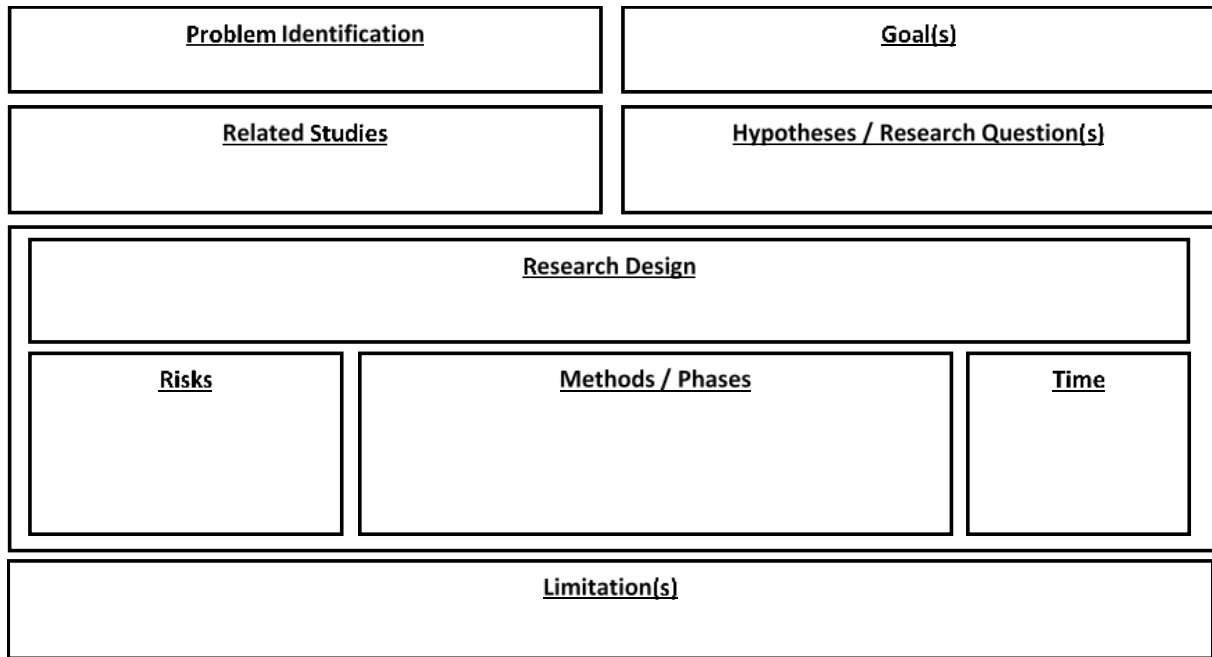 Problem Identification
Goal(s)
Related Studies
Hypotheses / Research Question(s)
Research Design
Risks
Methods / Phases
Time
Limitation(s)